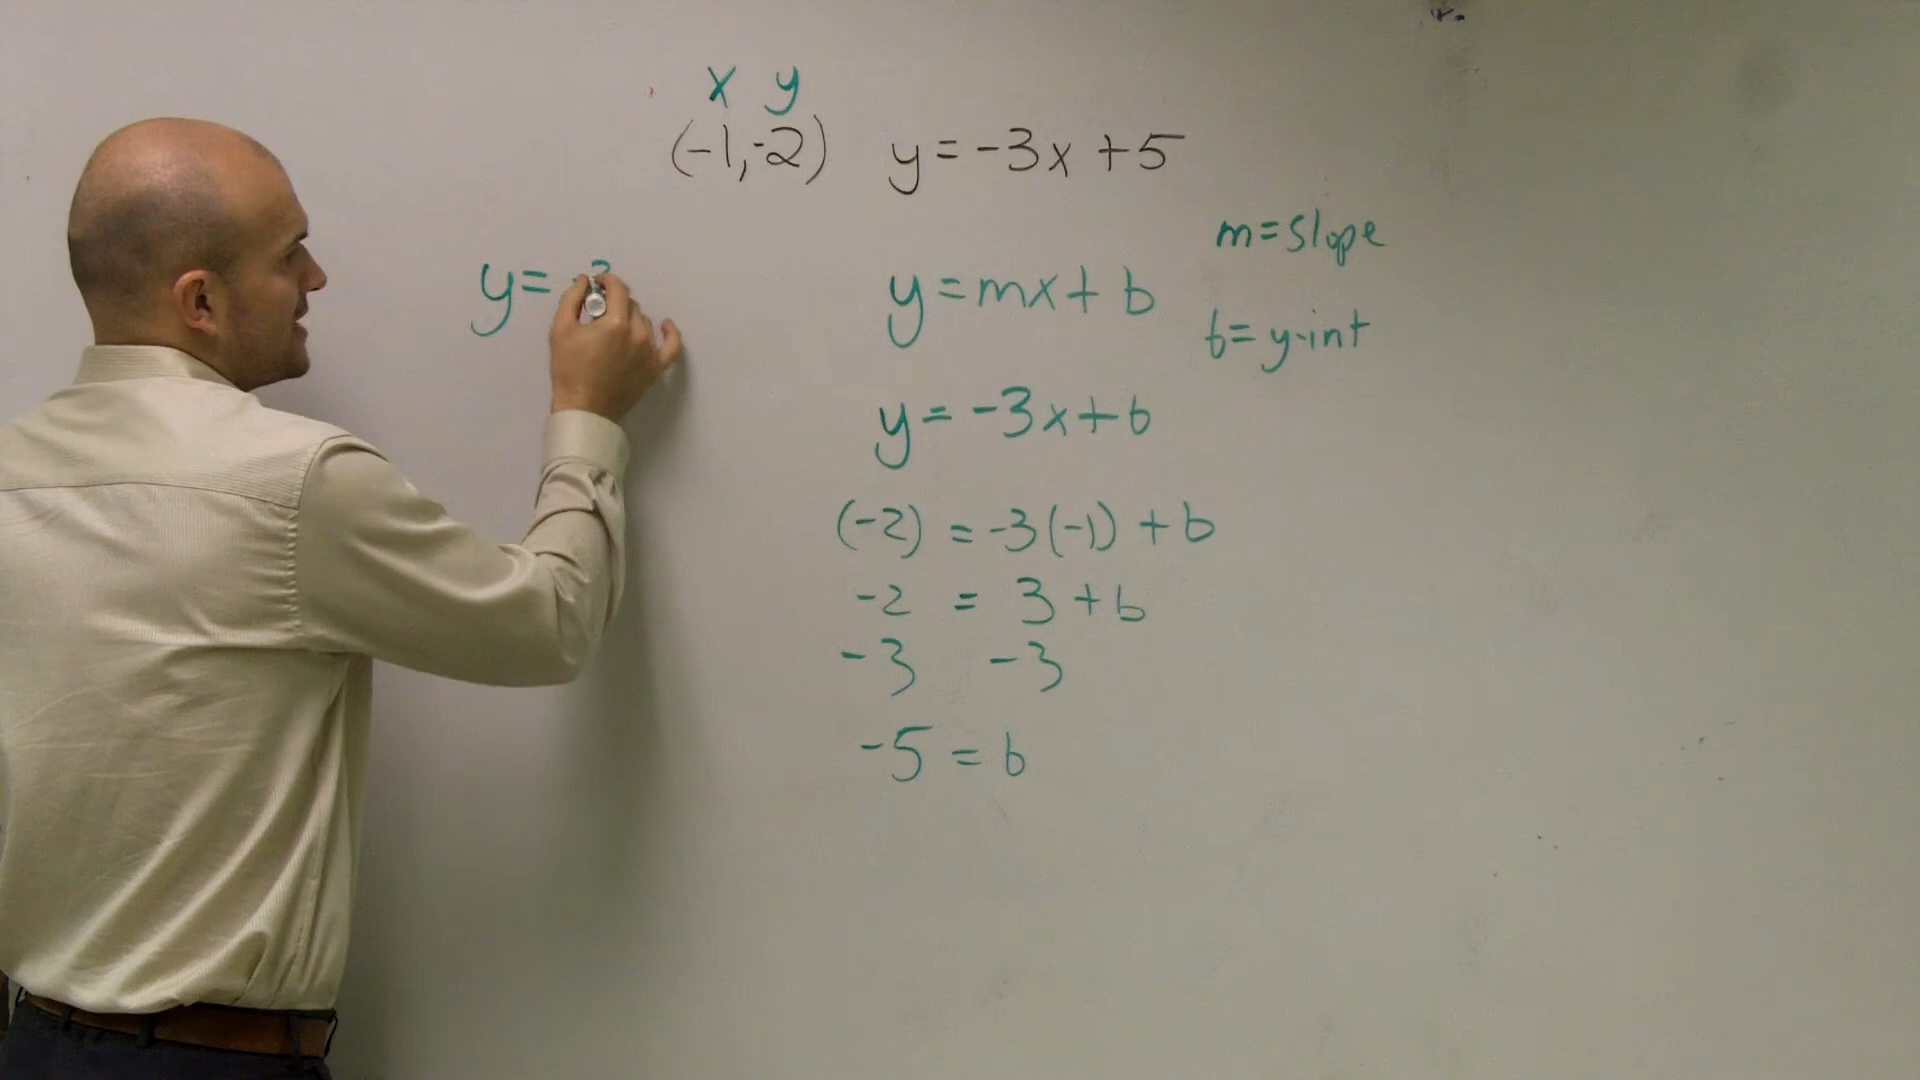 x y
(-1,-2) y=-3x+5
m=slope
y=
y=mx+b
b=y-int
y=-3x+b
(-2) = -3(-1)+b
-2 = 3+b
-3 -3
-5=b